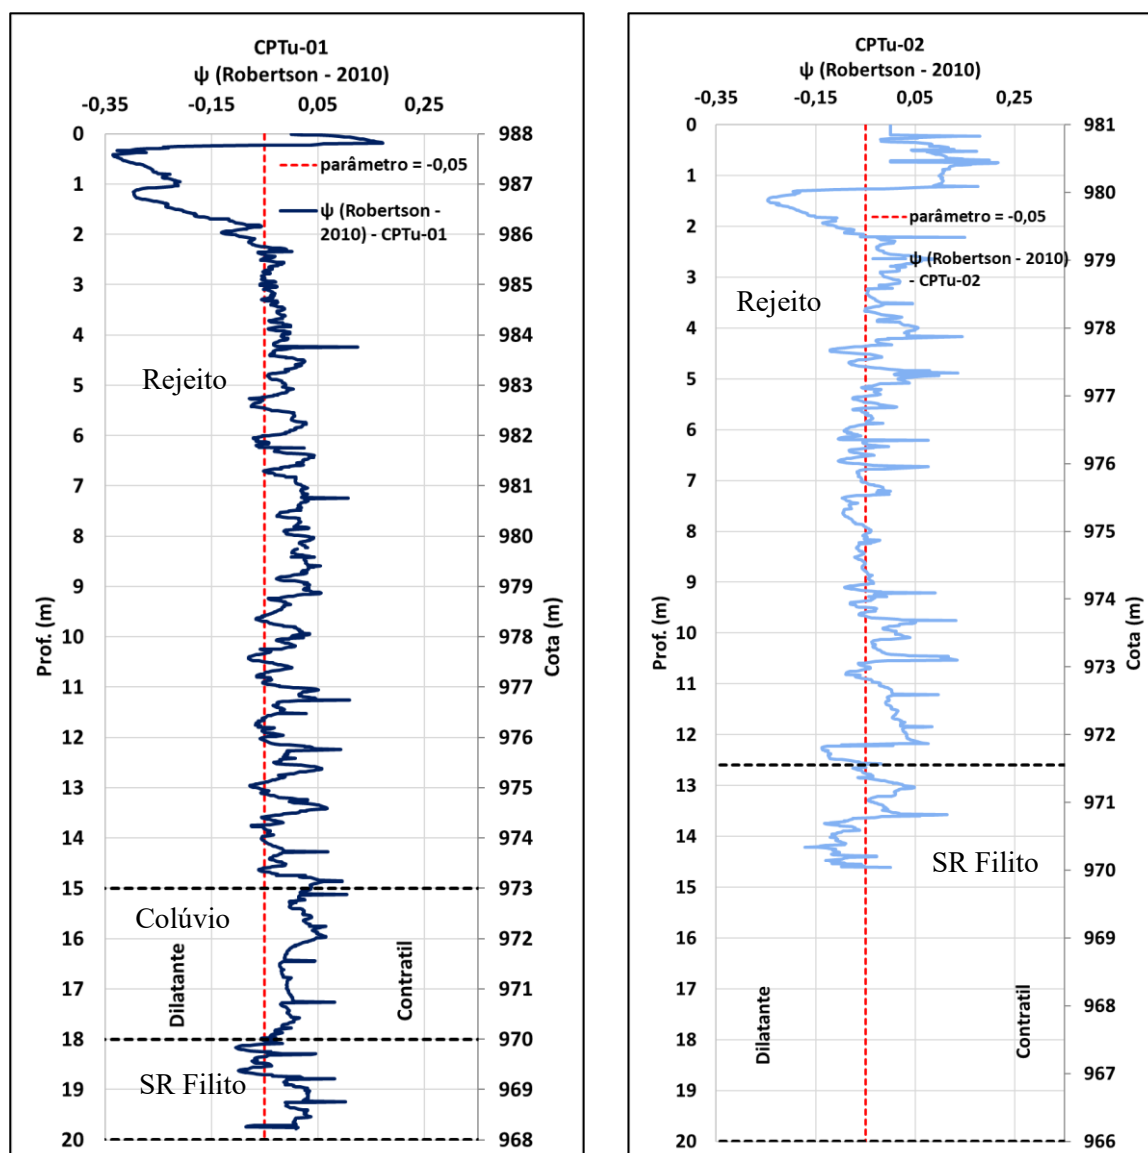 CPTu-01
ψ (Robertson - 2010)
-0,35 -0,15 0,05 0,25
0 988
parâmetro = -0,05
1 987
ψ (Robertson -
2010) - CPTu-01
2 986
3 985
4 984
Rejeito
5 983
6 982
7 981
8 980
9 979
Prof. (m)
Cota (m)
10 978
11 977
12 976
13 975
14 974
15 973
Colúvio
16 972
Dilatante
Contratil
17 971
18 970
SR Filito
19 969
20 968
CPTu-02
ψ (Robertson - 2010)
-0,35 -0,15 0,05 0,25
0 981
1
980
2
parâmetro = -0,05
979
ψ (Robertson - 2010)
- CPTu-02
3
Rejeito
4 978
5
977
6
976
7
8 975
9
974
Prof. (m)
Cota (m)
10
973
11
12 972
13
971
14
SR Filito
970
15
16 969
17
968
Dilatante
Contratil
18
967
19
20 966